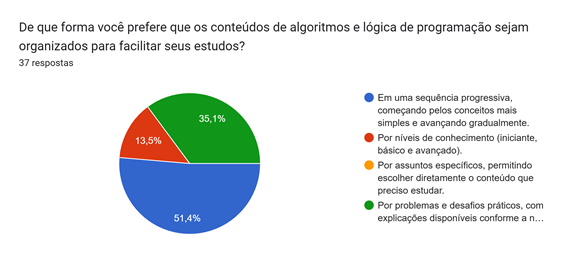 De que forma você prefere que os conteúdos de algoritmos e lógica de programação sejam
organizados para facilitar seus estudos?
37 respostas
35,1%
13,5%
51,4%
Em uma sequência progressiva,
começando pelos conceitos mais
simples e avançando gradualmente.
Por níveis de conhecimento (iniciante,
básico e avançado).
Por assuntos específicos, permitindo
escolher diretamente o conteúdo que
preciso estudar.
Por problemas e desafios práticos, com
explicações disponíveis conforme a n…